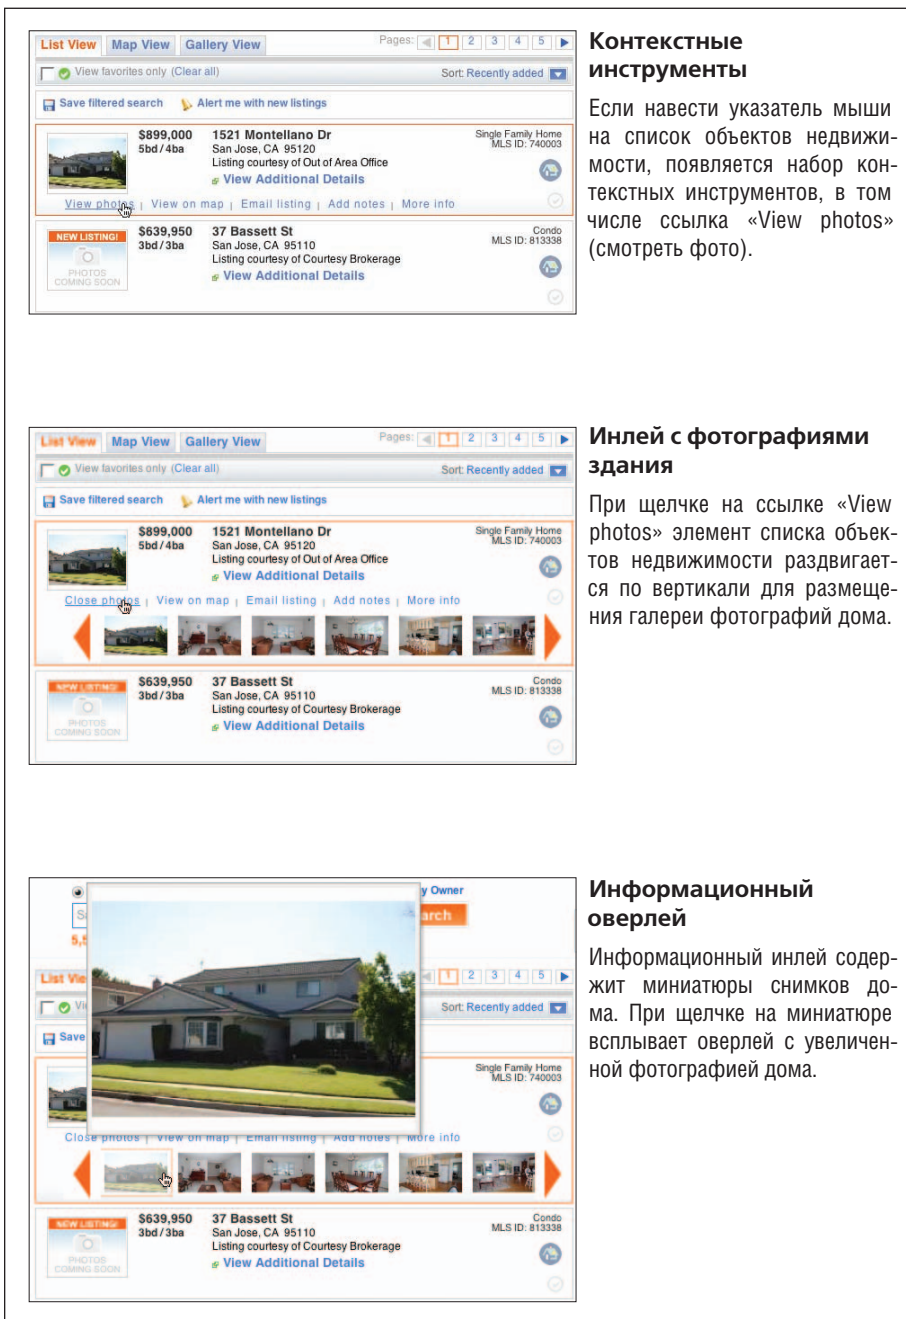 List View Map View Gallery View Pages: 1 2 3 4 5
View favorites only (Clear all) Sort: Recently added
Save filtered search Alert me with new listings
$899,000 1521 Montellano Dr Single Family Home
5bd / 4ba San Jose, CA 95120 MLS ID: 740003
Listing courtesy of Out of Area Office
View Additional Details
View photos | View on map | Email listing | Add notes | More info
NEW LISTING! $639,950 37 Bassett St Condo
3bd / 3ba San Jose, CA 95110 MLS ID: 813338
Listing courtesy of Courtesy Brokerage
PHOTOS View Additional Details
COMING SOON
Контекстные
инструменты
Если навести указатель мыши
на список объектов недвижи-
мости, появляется набор кон-
текстных инструментов, в том
числе ссылка «View photos»
(смотреть фото).
List View Map View Gallery View Pages: 1 2 3 4 5
View favorites only (Clear all) Sort: Recently added
Save filtered search Alert me with new listings
$899,000 1521 Montellano Dr Single Family Home
5bd / 4ba San Jose, CA 95120 MLS ID: 740003
Listing courtesy of Out of Area Office
View Additional Details
Close photos | View on map | Email listing | Add notes | More info
NEW LISTING! $639,950 37 Bassett St Condo
3bd / 3ba San Jose, CA 95110 MLS ID: 813338
Listing courtesy of Courtesy Brokerage
PHOTOS View Additional Details
COMING SOON
Инлей с фотографиями
здания
При щелчке на ссылке «View
photos» элемент списка объек-
тов недвижимости раздвигает-
ся по вертикали для размеще-
ния галереи фотографий дома.
y Owner
S arch
5,5
List Vie 1 2 3 4 5
Vi Sort: Recently added
Save
Single Family Home
MLS ID: 740003
Close photos | View on map | Email listing | Add notes | More info
NEW LISTING! $639,950 37 Bassett St Condo
3bd / 3ba San Jose, CA 95110 MLS ID: 813338
Listing courtesy of Courtesy Brokerage
PHOTOS View Additional Details
COMING SOON
Информационный
оверлей
Информационный инлей содер-
жит миниатюры снимков до-
ма. При щелчке на миниатюре
всплывает оверлей с увеличен-
ной фотографией дома.